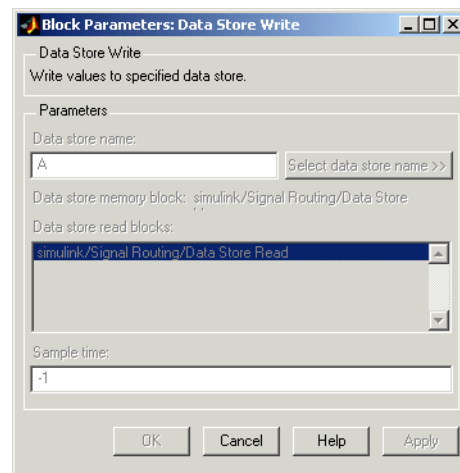 Block Parameters: Data Store Write
Data Store Write
Write values to specified data store.
Parameters
Data store name:
A
Select data store name >>
Data store memory block: simulink/Signal Routing/Data Store
Data store read blocks:
simulink/Signal Routing/Data Store Read
Sample time:
-1
OK Cancel Help Apply